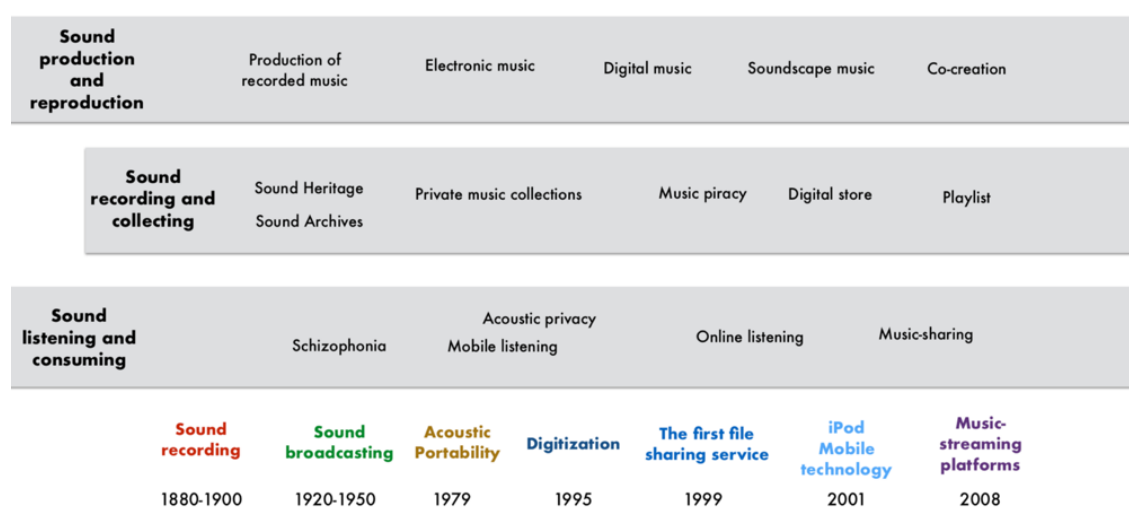 Sound
production
and
reproduction
Production of
recorded music
Electronic music
Digital music
Soundscape music
Co-creation
Sound
recording and
collecting
Sound Heritage
Sound Archives
Private music collections
Music piracy
Digital store
Playlist
Sound
listening and
consuming
Schizophonia
Acoustic privacy
Mobile listening
Online listening
Music-sharing
Sound
recording
Sound
broadcasting
Acoustic
Portability
Digitization
The first file
sharing service
iPod
Mobile
technology
Music-
streaming
platforms
1880-1900
1920-1950
1979
1995
1999
2001
2008